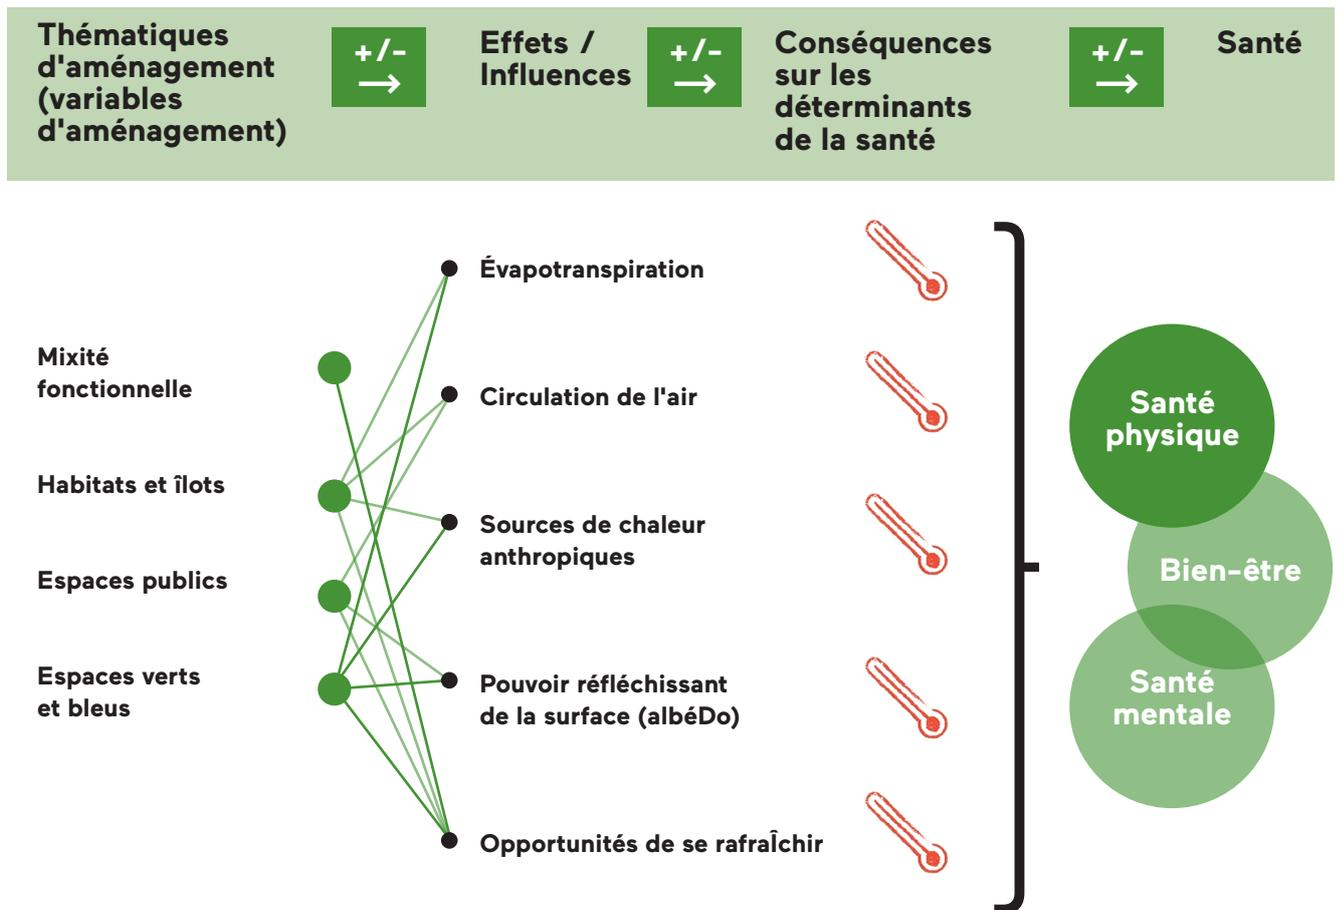 Thématiques
d'aménagement
(variables
d'aménagement)
+/-
→
Effets /
Influences
+/-
→
Conséquences
sur les
déterminants
de la santé
+/-
→
Santé
Mixité
fonctionnelle
Habitats et îlots
Espaces publics
Espaces verts
et bleus
Évapotranspiration
Circulation de l'air
Sources de chaleur
anthropiques
Pouvoir réfléchissant
de la surface (albéDo)
Opportunités de se rafraÎchir
Santé
physique
Bien-être
Santé
mentale